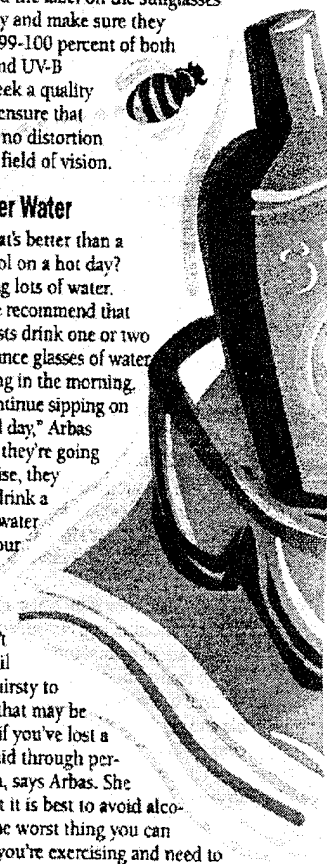 d the label on the sunglasses
y and make sure they
99-100 percent of both
nd UV-B
eek a quality
ensure that
no distortion
field of vision.
er Water
at's better than a
ol on a hot day?
g lots of water.
e recommend that
sts drink one or two
unce glasses of water
ng in the morning.
ntinue sipping on
l day," Arbas
they're going
ise, they
drink a
water
our
't
il
irsty to
that may be
if you've lost a
uid through per-
n, says Arbas. She
t it is best to avoid alco-
he worst thing you can
you're exercising and need to